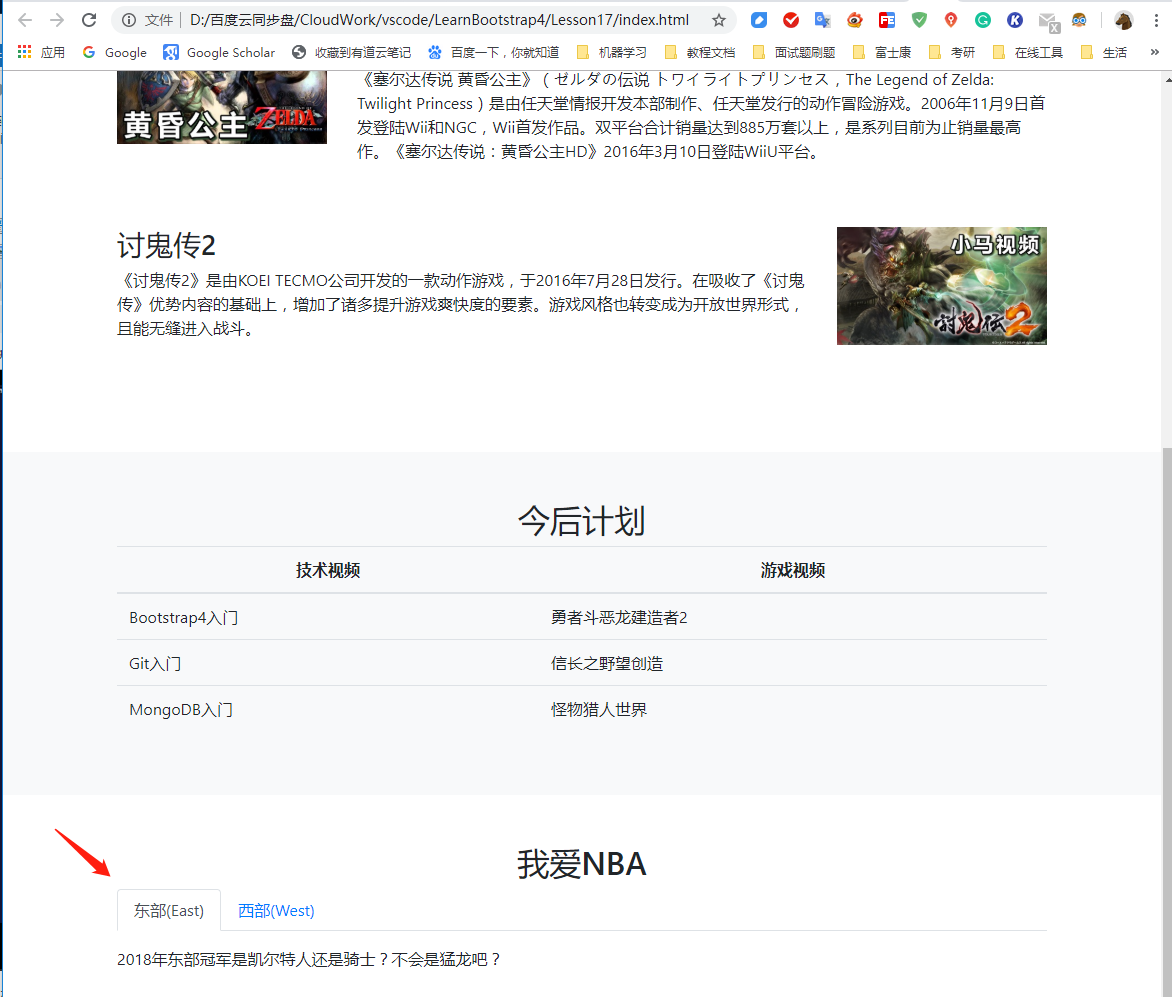 文件 | D:/百度云同步盘/CloudWork/vscode/LearnBootstrap4/Lesson17/index.html
应用 Google Google Scholar 收藏到有道云笔记 百度一下，你就知道 机器学习 教程文档 面试题刷题 富士康 考研 在线工具 生活 »
黄昏公主 ZELDA
《塞尔达传说 黄昏公主》（ゼルダの伝说 トワイライトプリンセス，The Legend of Zelda:
Twilight Princess）是由任天堂情报开发本部制作、任天堂发行的动作冒险游戏。2006年11月9日首
发登陆Wii和NGC，Wii首发作品。双平台合计销量达到885万套以上，是系列目前为止销量最高
作。《塞尔达传说：黄昏公主HD》2016年3月10日登陆WiiU平台。
讨鬼传2
《讨鬼传2》是由KOEI TECMO公司开发的一款动作游戏，于2016年7月28日发行。在吸收了《讨鬼
传》优势内容的基础上，增加了诸多提升游戏爽快度的要素。游戏风格也转变成为开放世界形式，
且能无缝进入战斗。
小马视频
討鬼伝2
今后计划
技术视频 游戏视频
Bootstrap4入门 勇者斗恶龙建造者2
Git入门 信长之野望创造
MongoDB入门 怪物猎人世界
我爱NBA
东部(East) 西部(West)
2018年东部冠军是凯尔特人还是骑士？不会是猛龙吧？